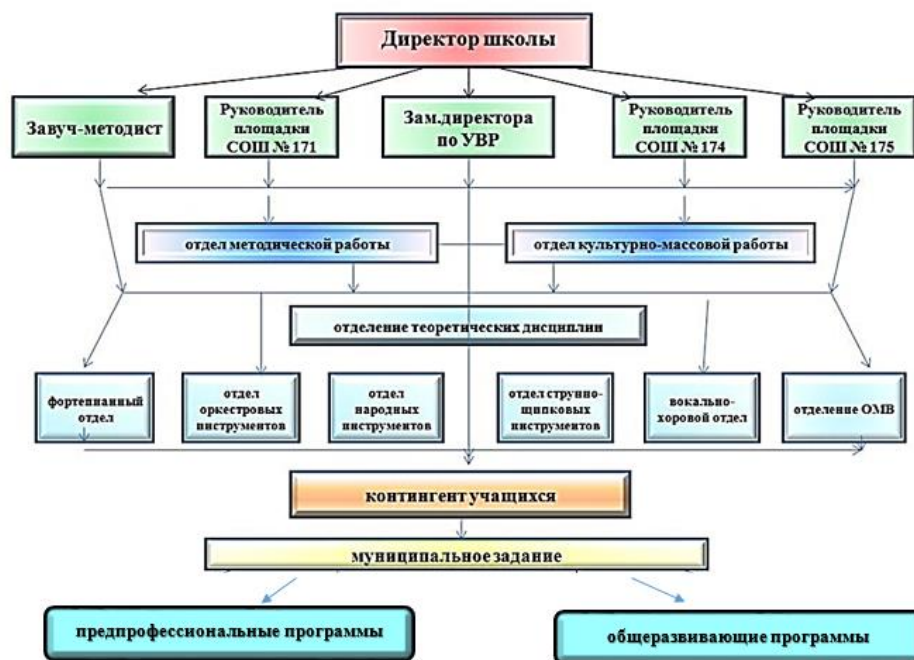 Директор школы
Завуч-методист
Руководитель
площадки
СОШ № 171
Зам.директора
по УВР
Руководитель
площадки
СОШ № 174
Руководитель
площадки
СОШ № 175
отдел методической работы
отдел культурно-массовой работы
отделение теоретических дисциплин
фортепианный
отдел
отдел
оркестровых
инструментов
отдел
народных
инструментов
отдел струнно-
щипковых
инструментов
вокально-
хоровой отдел
отделение ОМВ
контингент учащихся
муниципальное задание
предпрофессиональные программы
общеразвивающие программы